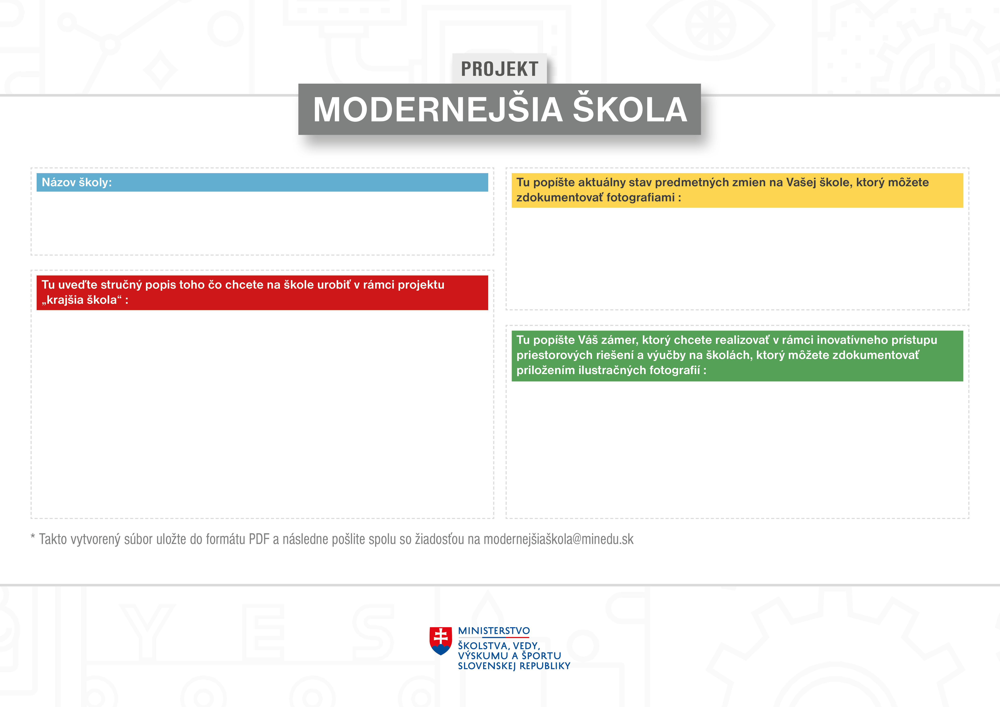 PROJEKT
MODERNEJŠIA ŠKOLA
Názov školy:
Tu uveďte stručný popis toho čo chcete na škole urobiť v rámci projektu
„krajšia škola“ :
Tu popíšte aktuálny stav predmetných zmien na Vašej škole, ktorý môžete
zdokumentovať fotografiami :
Tu popíšte Váš zámer, ktorý chcete realizovať v rámci inovatívneho prístupu
priestorových riešení a výučby na školách, ktorý môžete zdokumentovať
priložením ilustračných fotografií :
* Takto vytvorený súbor uložte do formátu PDF a následne pošlite spolu so žiadosťou na modernejšiaškola@minedu.sk
YES
MINISTERSTVO
ŠKOLSTVA, VEDY,
VÝSKUMU A ŠPORTU
SLOVENSKEJ REPUBLIKY